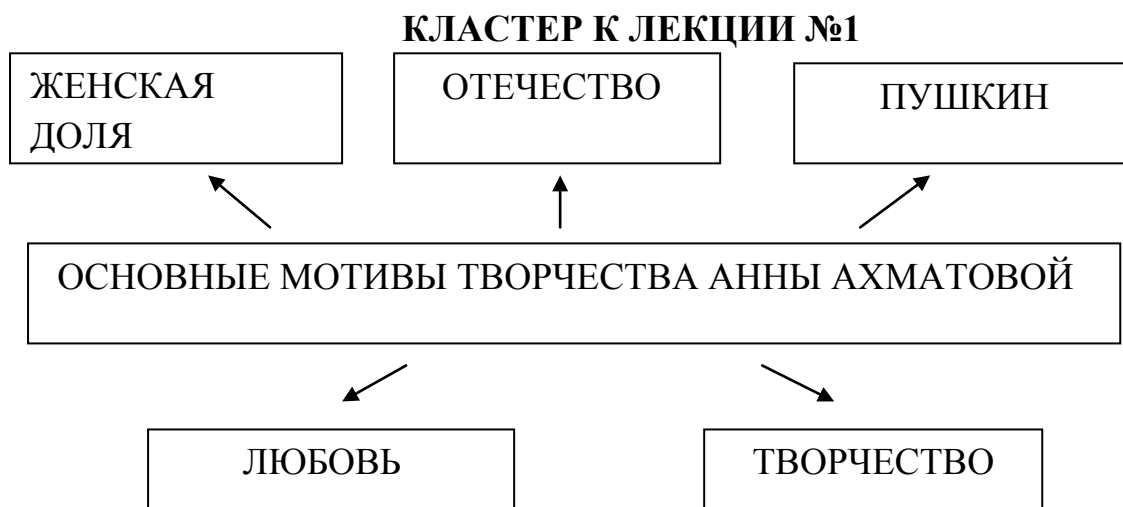 КЛАСТЕР К ЛЕКЦИИ №1
ЖЕНСКАЯ
ДОЛЯ
ОТЕЧЕСТВО
ПУШКИН
ОСНОВНЫЕ МОТИВЫ ТВОРЧЕСТВА АННЫ АХМАТОВОЙ
ЛЮБОВЬ
ТВОРЧЕСТВО